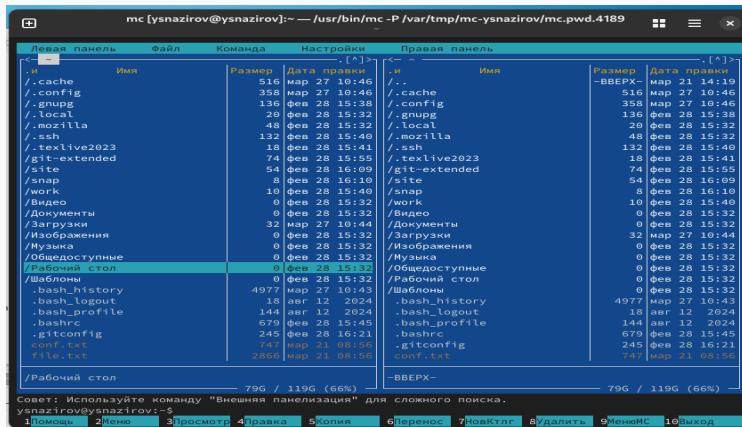 mc [ysnazirov@ysnazirov]:~ — /usr/bin/mc -P /var/tmp/mc-ysnazirov/mc.pwd.4189
Левая панель Файл Команда Настройки Правая панель
<— ~ .[^]> <— ~ .[^]>
.и Имя Размер Дата правки .и Имя Размер Дата правки
/.cache 516 мар 27 10:46 /.. -ВВЕРХ- мар 21 4:19
/.config 358 мар 27 10:46 /.cache 516 мар 27 10:46
/.gnupg 136 фев 28 15:38 /.config 358 мар 27 10:46
/.local 20 фев 28 15:32 /.gnupg 136 фев 28 15:38
/.mozilla 48 фев 28 15:32 /.local 20 фев 28 15:32
/.ssh 132 фев 28 15:40 /.mozilla 48 фев 28 15:32
/.texlive2023 18 фев 28 15:41 /.ssh 132 фев 28 15:40
/git-extended 74 фев 28 15:55 /.texlive2023 18 фев 28 15:41
/site 54 фев 28 16:09 /git-extended 74 фев 28 15:55
/snap 8 фев 28 16:10 /site 54 фев 28 16:09
/work 10 фев 28 15:40 /snap 8 фев 28 16:10
/Видео 0 фев 28 15:32 /work 10 фев 28 15:40
/Документы 0 фев 28 15:32 /Видео 0 фев 28 15:32
/Загрузки 32 мар 27 10:44 /Документы 0 фев 28 15:32
/Изображения 0 фев 28 15:32 /Загрузки 32 мар 27 10:44
/Музыка 0 фев 28 15:32 /Изображения 0 фев 28 15:32
/Общедоступные 0 фев 28 15:32 /Музыка 0 фев 28 15:32
/Рабочий стол 0 фев 28 15:32 /Общедоступные 0 фев 28 15:32
/Шаблоны 0 фев 28 15:32 /Рабочий стол 0 фев 28 15:32
.bash_history 4977 мар 27 10:43 /Шаблоны 0 фев 28 15:32
.bash_logout 18 авг 12 2024 .bash_history 4977 мар 27 10:43
.bash_profile 144 авг 12 2024 .bash_logout 18 авг 12 2024
.bashrc 679 фев 28 15:45 .bash_profile 144 авг 12 2024
.gitconfig 245 фев 28 16:21 .bashrc 679 фев 28 15:45
conf.txt 747 мар 21 08:56 .gitconfig 245 фев 28 16:21
file.txt 2866 мар 21 08:56 conf.txt 747 мар 21 08:56
/Рабочий стол -ВВЕРХ-
79G / 119G (66%) 79G / 119G (66%)
Совет: Используйте команду "Внешняя панелизация" для сложного поиска.
ysnazirov@ysnazirov:~$
1Помощь 2Меню 3Просмотр 4Правка 5Копия 6Перенос 7НовКтлг 8Удалить 9МенюMC 10Выход